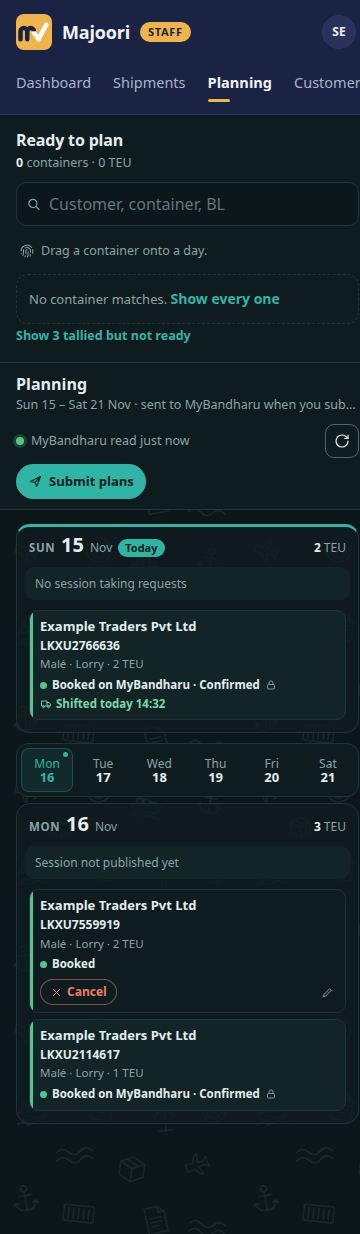 Majoori STAFF SE
Dashboard Shipments Planning Customer
Ready to plan
0 containers · 0 TEU
Customer, container, BL
Drag a container onto a day.
No container matches. Show every one
Show 3 tallied but not ready
Planning
Sun 15 – Sat 21 Nov · sent to MyBandharu when you sub...
MyBandharu read just now
Submit plans
SUN 15 Nov Today 2 TEU
No session taking requests
Example Traders Pvt Ltd
LKXU2766636
Malé · Lorry · 2 TEU
Booked on MyBandharu · Confirmed
Shifted today 14:32
Mon Tue Wed Thu Fri Sat
16 17 18 19 20 21
MON 16 Nov 3 TEU
Session not published yet
Example Traders Pvt Ltd
LKXU7559919
Malé · Lorry · 2 TEU
Booked
Cancel
Example Traders Pvt Ltd
LKXU2114617
Malé · Lorry · 1 TEU
Booked on MyBandharu · Confirmed